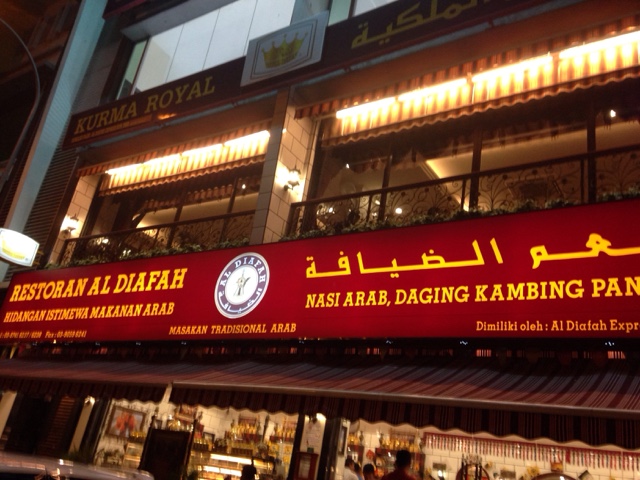 KURMA ROYAL
الملكية
RESTORAN AL DIAFAH
HIDANGAN ISTIMEWA MAKANAN ARAB
AL DIAFAH
MASAKAN TRADISIONAL ARAB
الضيافة
NASI ARAB, DAGING KAMBING PAN
Dimiliki oleh : Al Diafah Expr